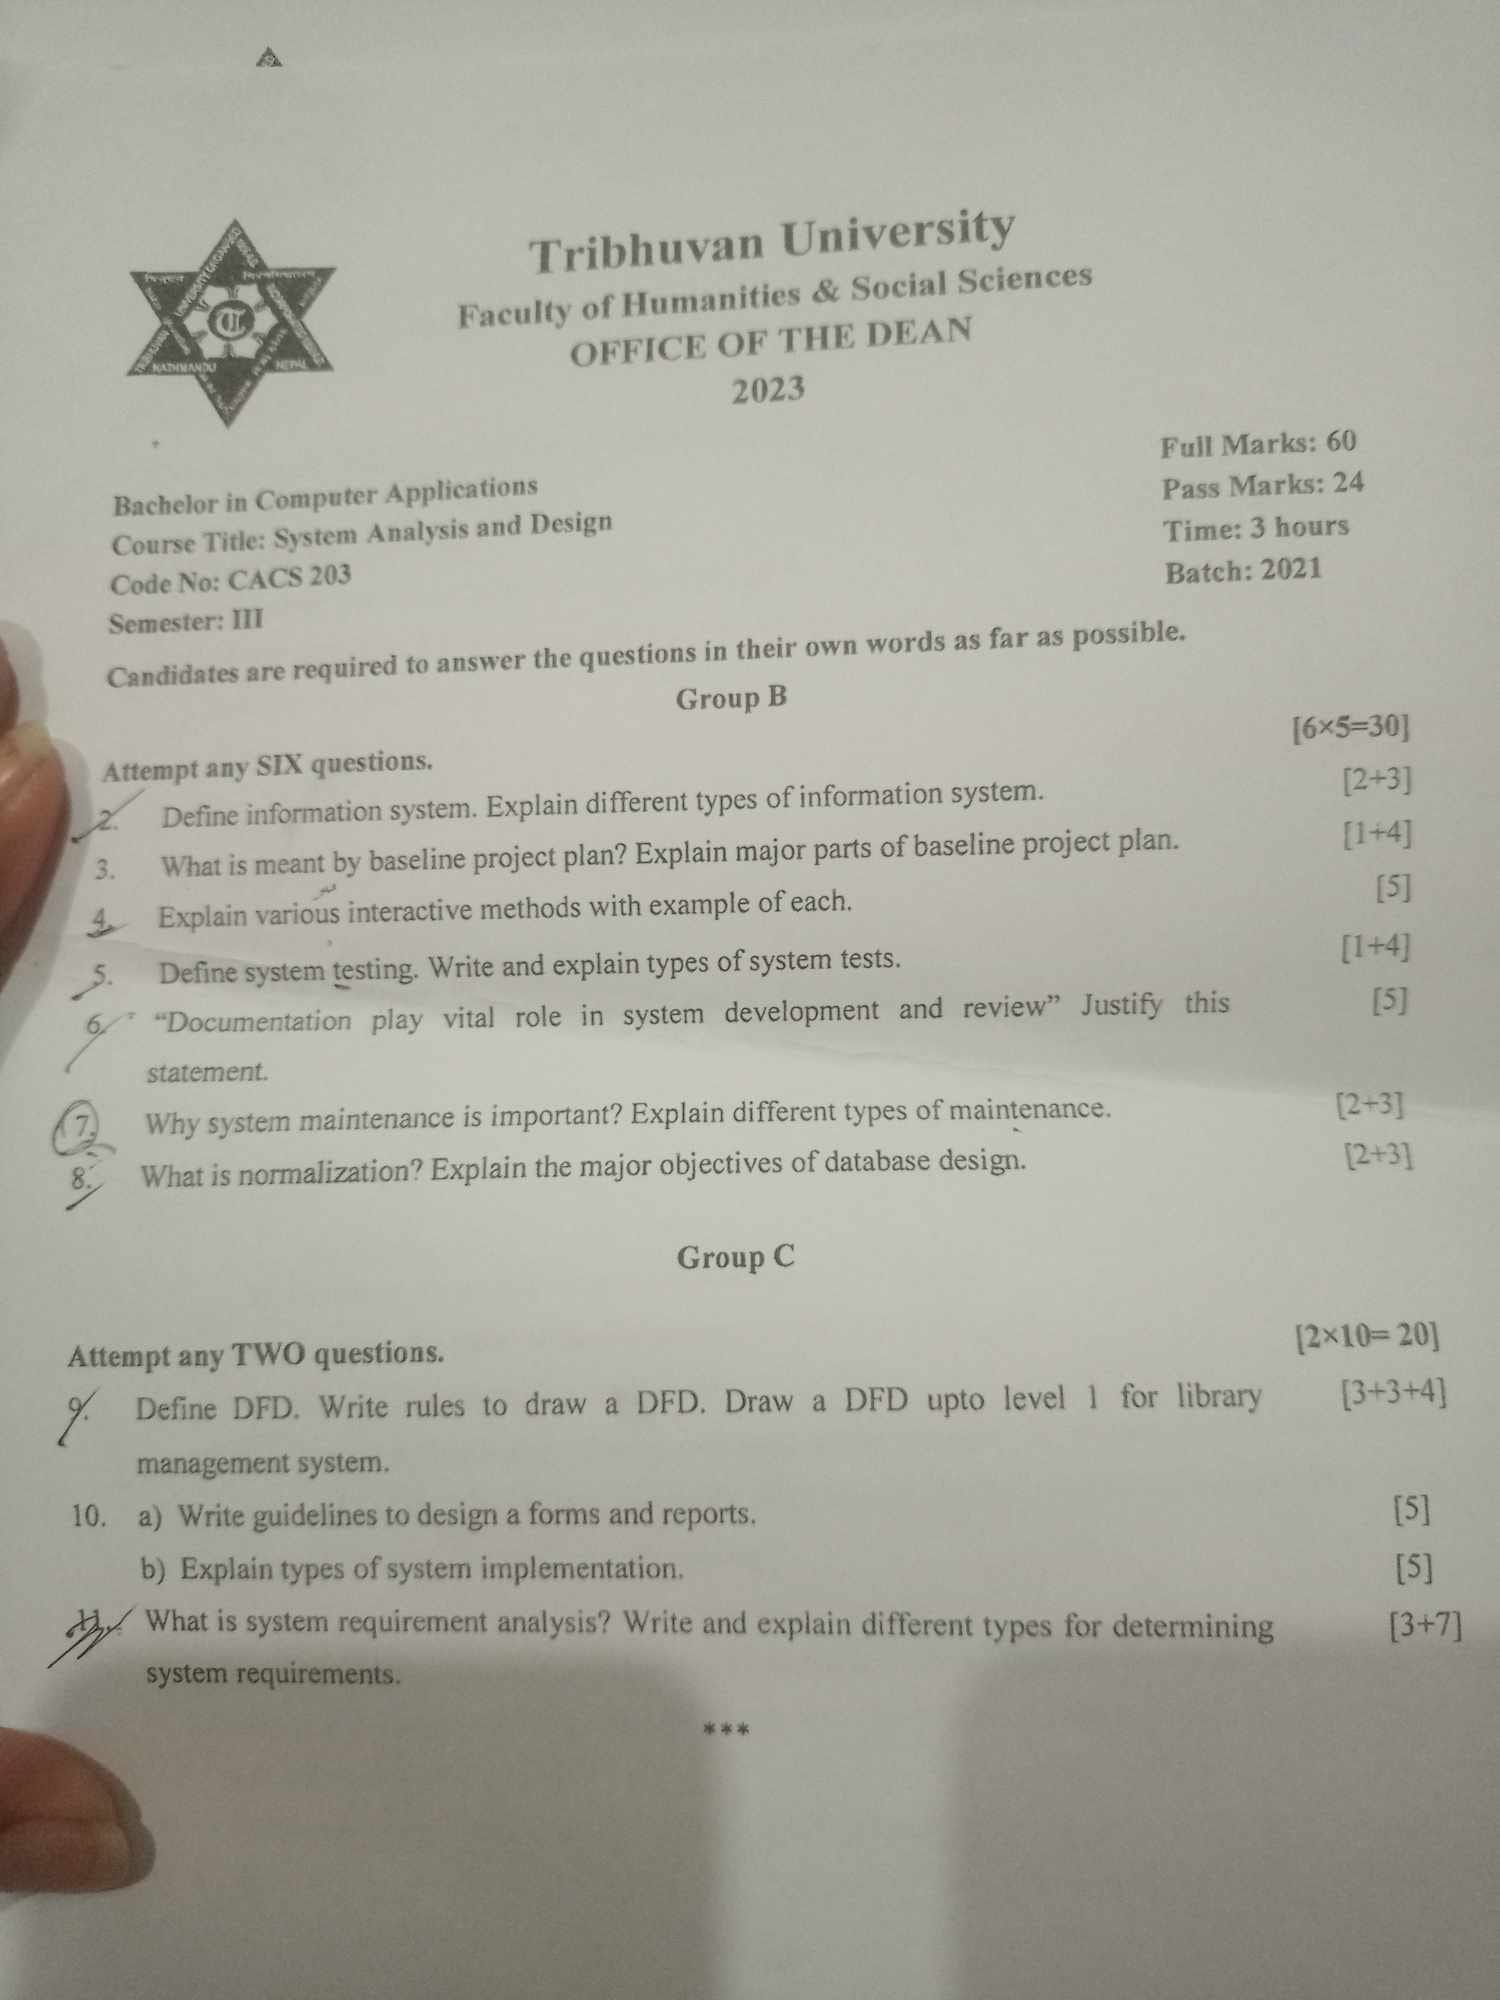 Tribhuvan University
Faculty of Humanities & Social Sciences
OFFICE OF THE DEAN
2023
KATHMANDU NEPAL
Full Marks: 60
Bachelor in Computer Applications
Pass Marks: 24
Course Title: System Analysis and Design
Time: 3 hours
Code No: CACS 203
Batch: 2021
Semester: III
Candidates are required to answer the questions in their own words as far as possible.
Group B
[6×5=30]
Attempt any SIX questions.
2. Define information system. Explain different types of information system. [2+3]
3. What is meant by baseline project plan? Explain major parts of baseline project plan. [1+4]
4. Explain various interactive methods with example of each. [5]
5. Define system testing. Write and explain types of system tests. [1+4]
6. “Documentation play vital role in system development and review” Justify this [5]
statement.
7. Why system maintenance is important? Explain different types of maintenance. [2+3]
8. What is normalization? Explain the major objectives of database design. [2+3]
Group C
[2×10= 20]
Attempt any TWO questions.
9. Define DFD. Write rules to draw a DFD. Draw a DFD upto level 1 for library [3+3+4]
management system.
10. a) Write guidelines to design a forms and reports. [5]
b) Explain types of system implementation. [5]
11. What is system requirement analysis? Write and explain different types for determining [3+7]
system requirements.
***